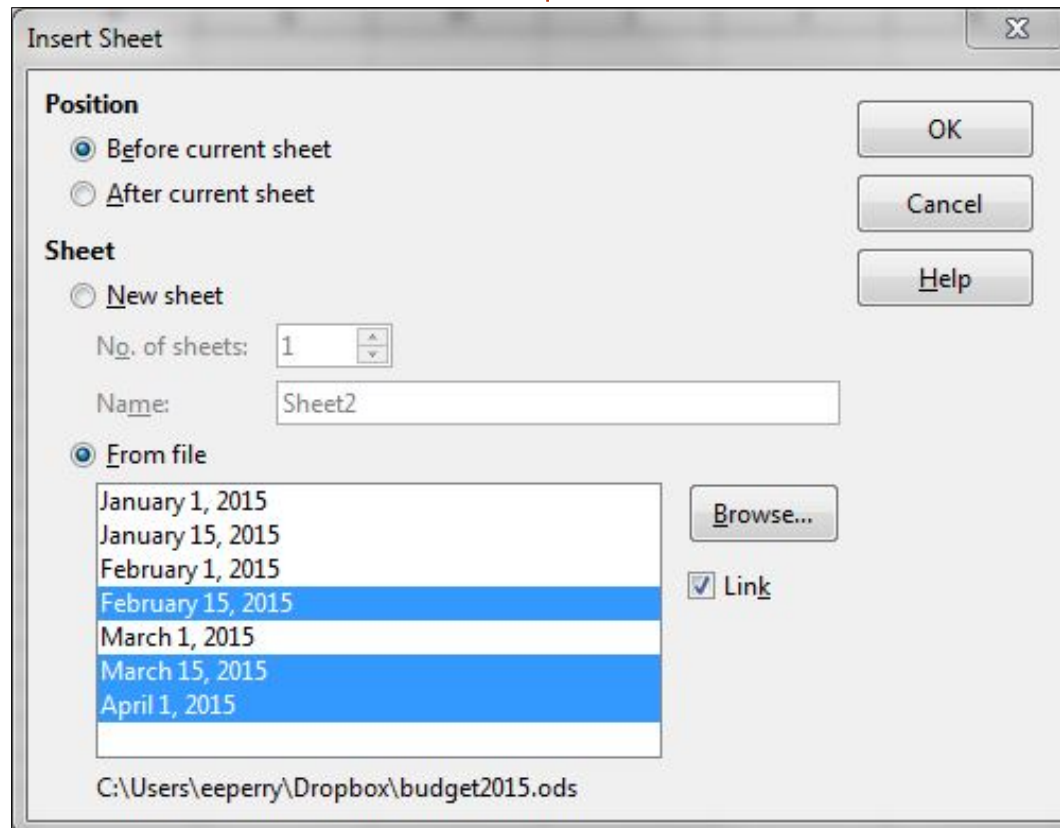 Insert Sheet
Position
Before current sheet
After current sheet
OK
Cancel
Help
Sheet
New sheet
No. of sheets: 1
Name: Sheet2
From file
January 1, 2015
January 15, 2015
February 1, 2015
February 15, 2015
March 1, 2015
March 15, 2015
April 1, 2015
Browse...
Link
C:\Users\eeperry\Dropbox\budget2015.ods